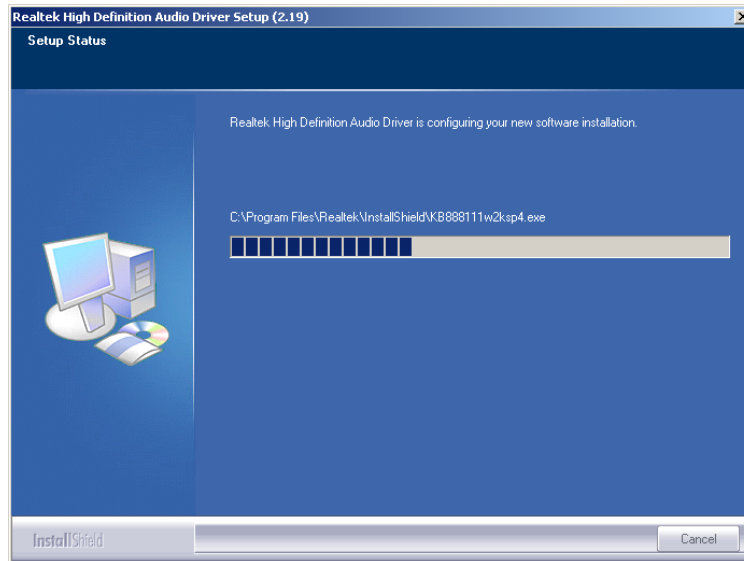 Realtek High Definition Audio Driver Setup (2.19)
Setup Status
Realtek High Definition Audio Driver is configuring your new software installation.
C:\Program Files\Realtek\InstallShield\KB888111w2ksp4.exe
InstallShield
Cancel